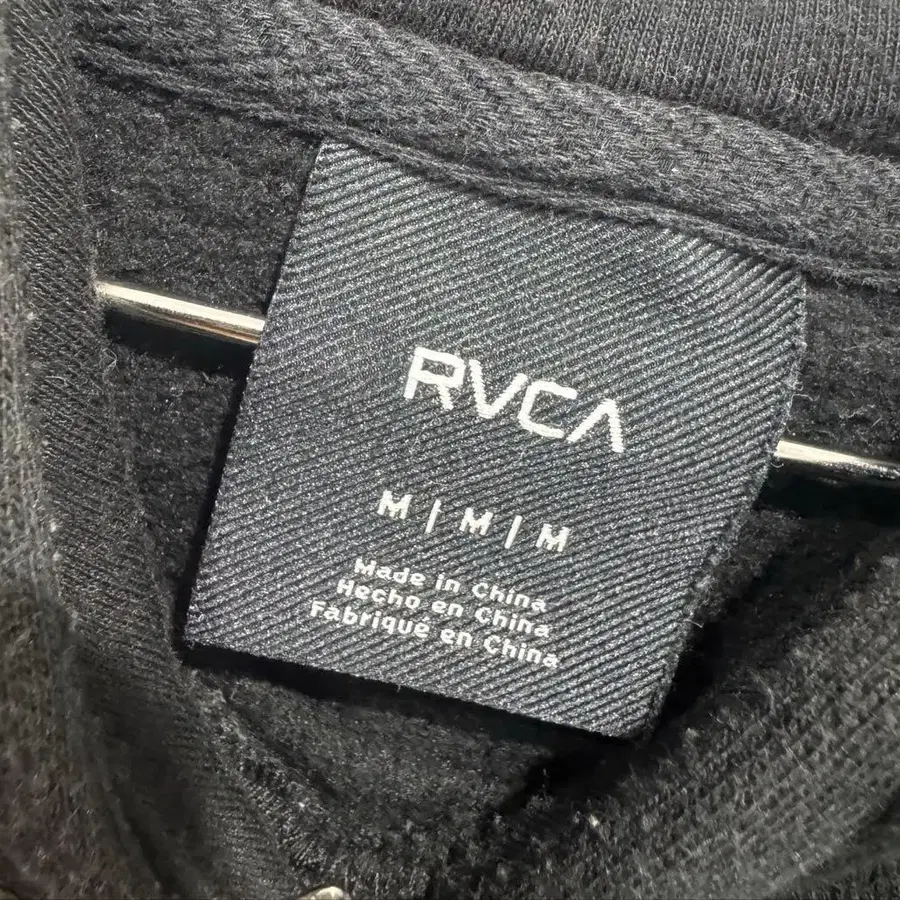 RVCA
M | M | M
Made in China
Hecho en China
Fabriqué en China